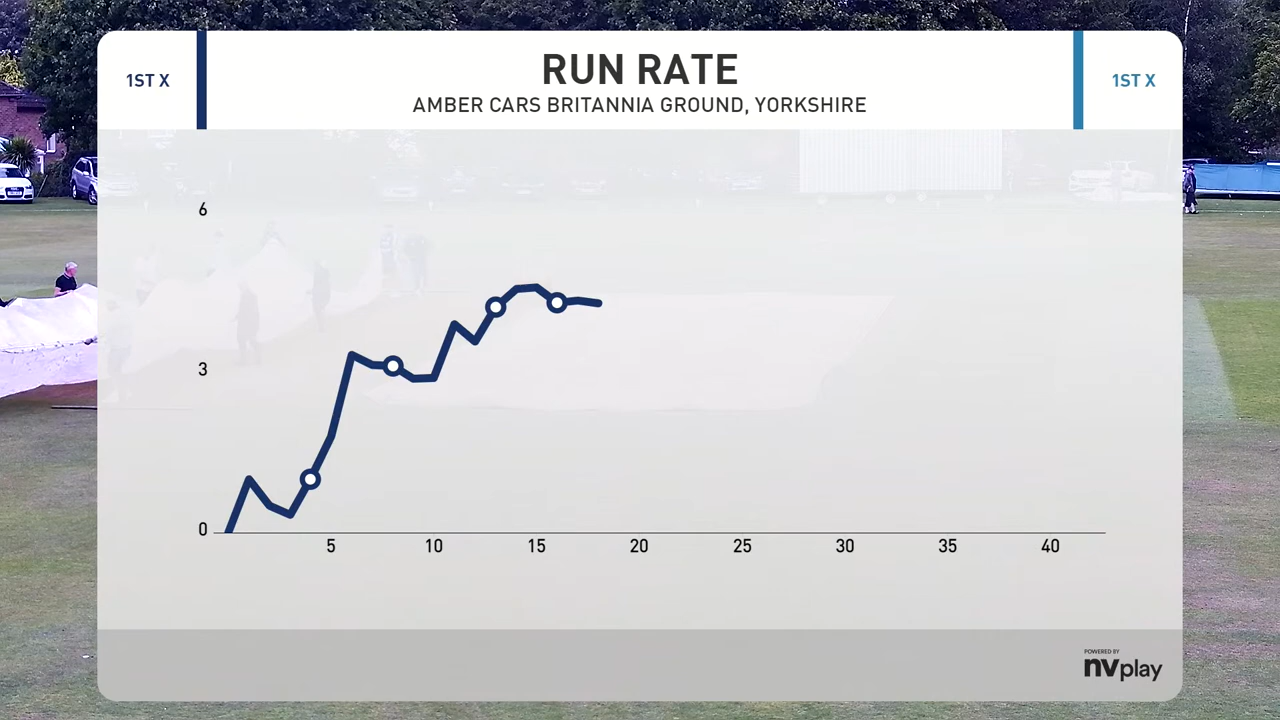 1ST X
RUN RATE
AMBER CARS BRITANNIA GROUND, YORKSHIRE
1ST X
6
3
0
5 10 15 20 25 30 35 40
POWERED BY
nvplay